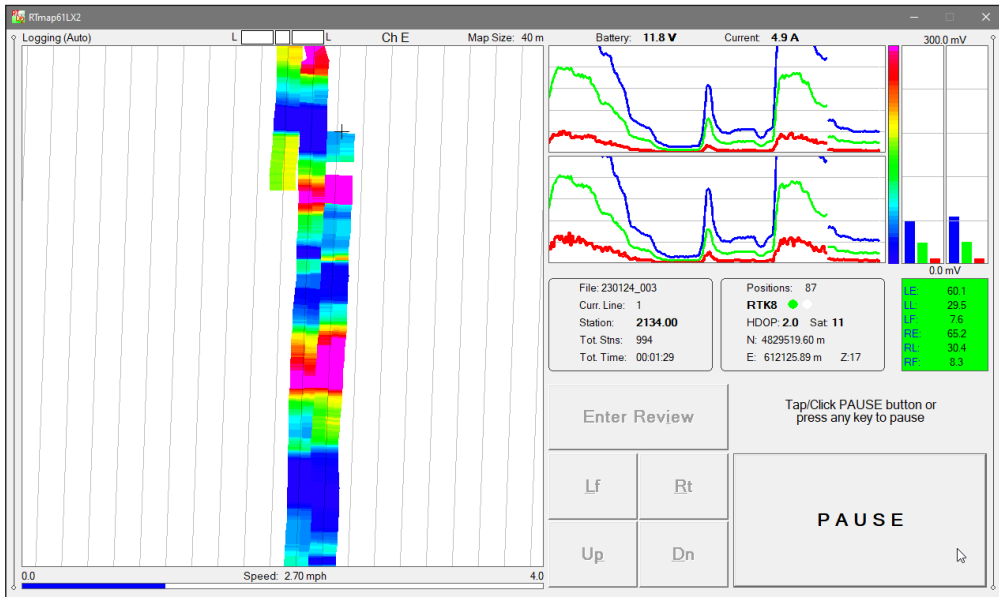 RTmap61LX2
Logging (Auto)
L L
Ch E
Map Size: 40 m
0.0
Speed: 2.70 mph
4.0
Battery: 11.8 V
Current: 4.9 A
300.0 mV
0.0 mV
File: 230124_003
Curr. Line: 1
Station: 2134.00
Tot. Stns: 994
Tot. Time: 00:01:29
Positions: 87
RTK8
HDOP: 2.0 Sat: 11
N: 4829519.60 m
E: 612125.89 m Z:17
LE: 60.1
LL: 29.5
LF: 7.6
RE: 65.2
RL: 30.4
RF: 8.3
Enter Review
Tap/Click PAUSE button or
press any key to pause
Lf
Rt
Up
Dn
PAUSE